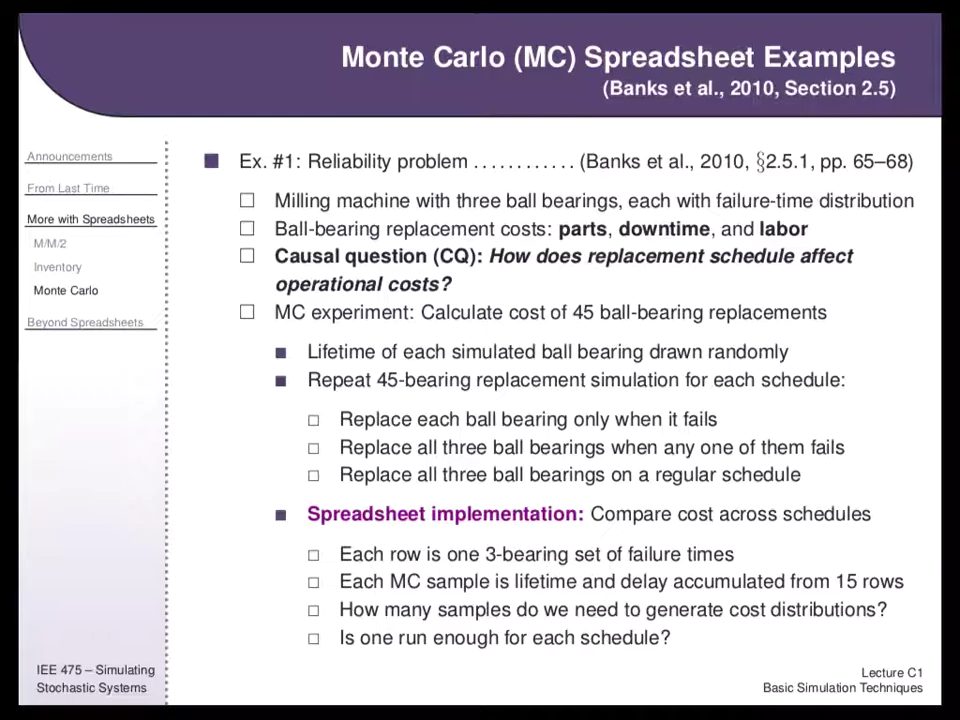 Monte Carlo (MC) Spreadsheet Examples
(Banks et al., 2010, Section 2.5)
Announcements
From Last Time
More with Spreadsheets
M/M/2
Inventory
Monte Carlo
Beyond Spreadsheets
Ex. #1: Reliability problem ............ (Banks et al., 2010, §2.5.1, pp. 65–68)
Milling machine with three ball bearings, each with failure-time distribution
Ball-bearing replacement costs: parts, downtime, and labor
Causal question (CQ): How does replacement schedule affect
operational costs?
MC experiment: Calculate cost of 45 ball-bearing replacements
Lifetime of each simulated ball bearing drawn randomly
Repeat 45-bearing replacement simulation for each schedule:
Replace each ball bearing only when it fails
Replace all three ball bearings when any one of them fails
Replace all three ball bearings on a regular schedule
Spreadsheet implementation: Compare cost across schedules
Each row is one 3-bearing set of failure times
Each MC sample is lifetime and delay accumulated from 15 rows
How many samples do we need to generate cost distributions?
Is one run enough for each schedule?
IEE 475 – Simulating
Stochastic Systems
Lecture C1
Basic Simulation Techniques